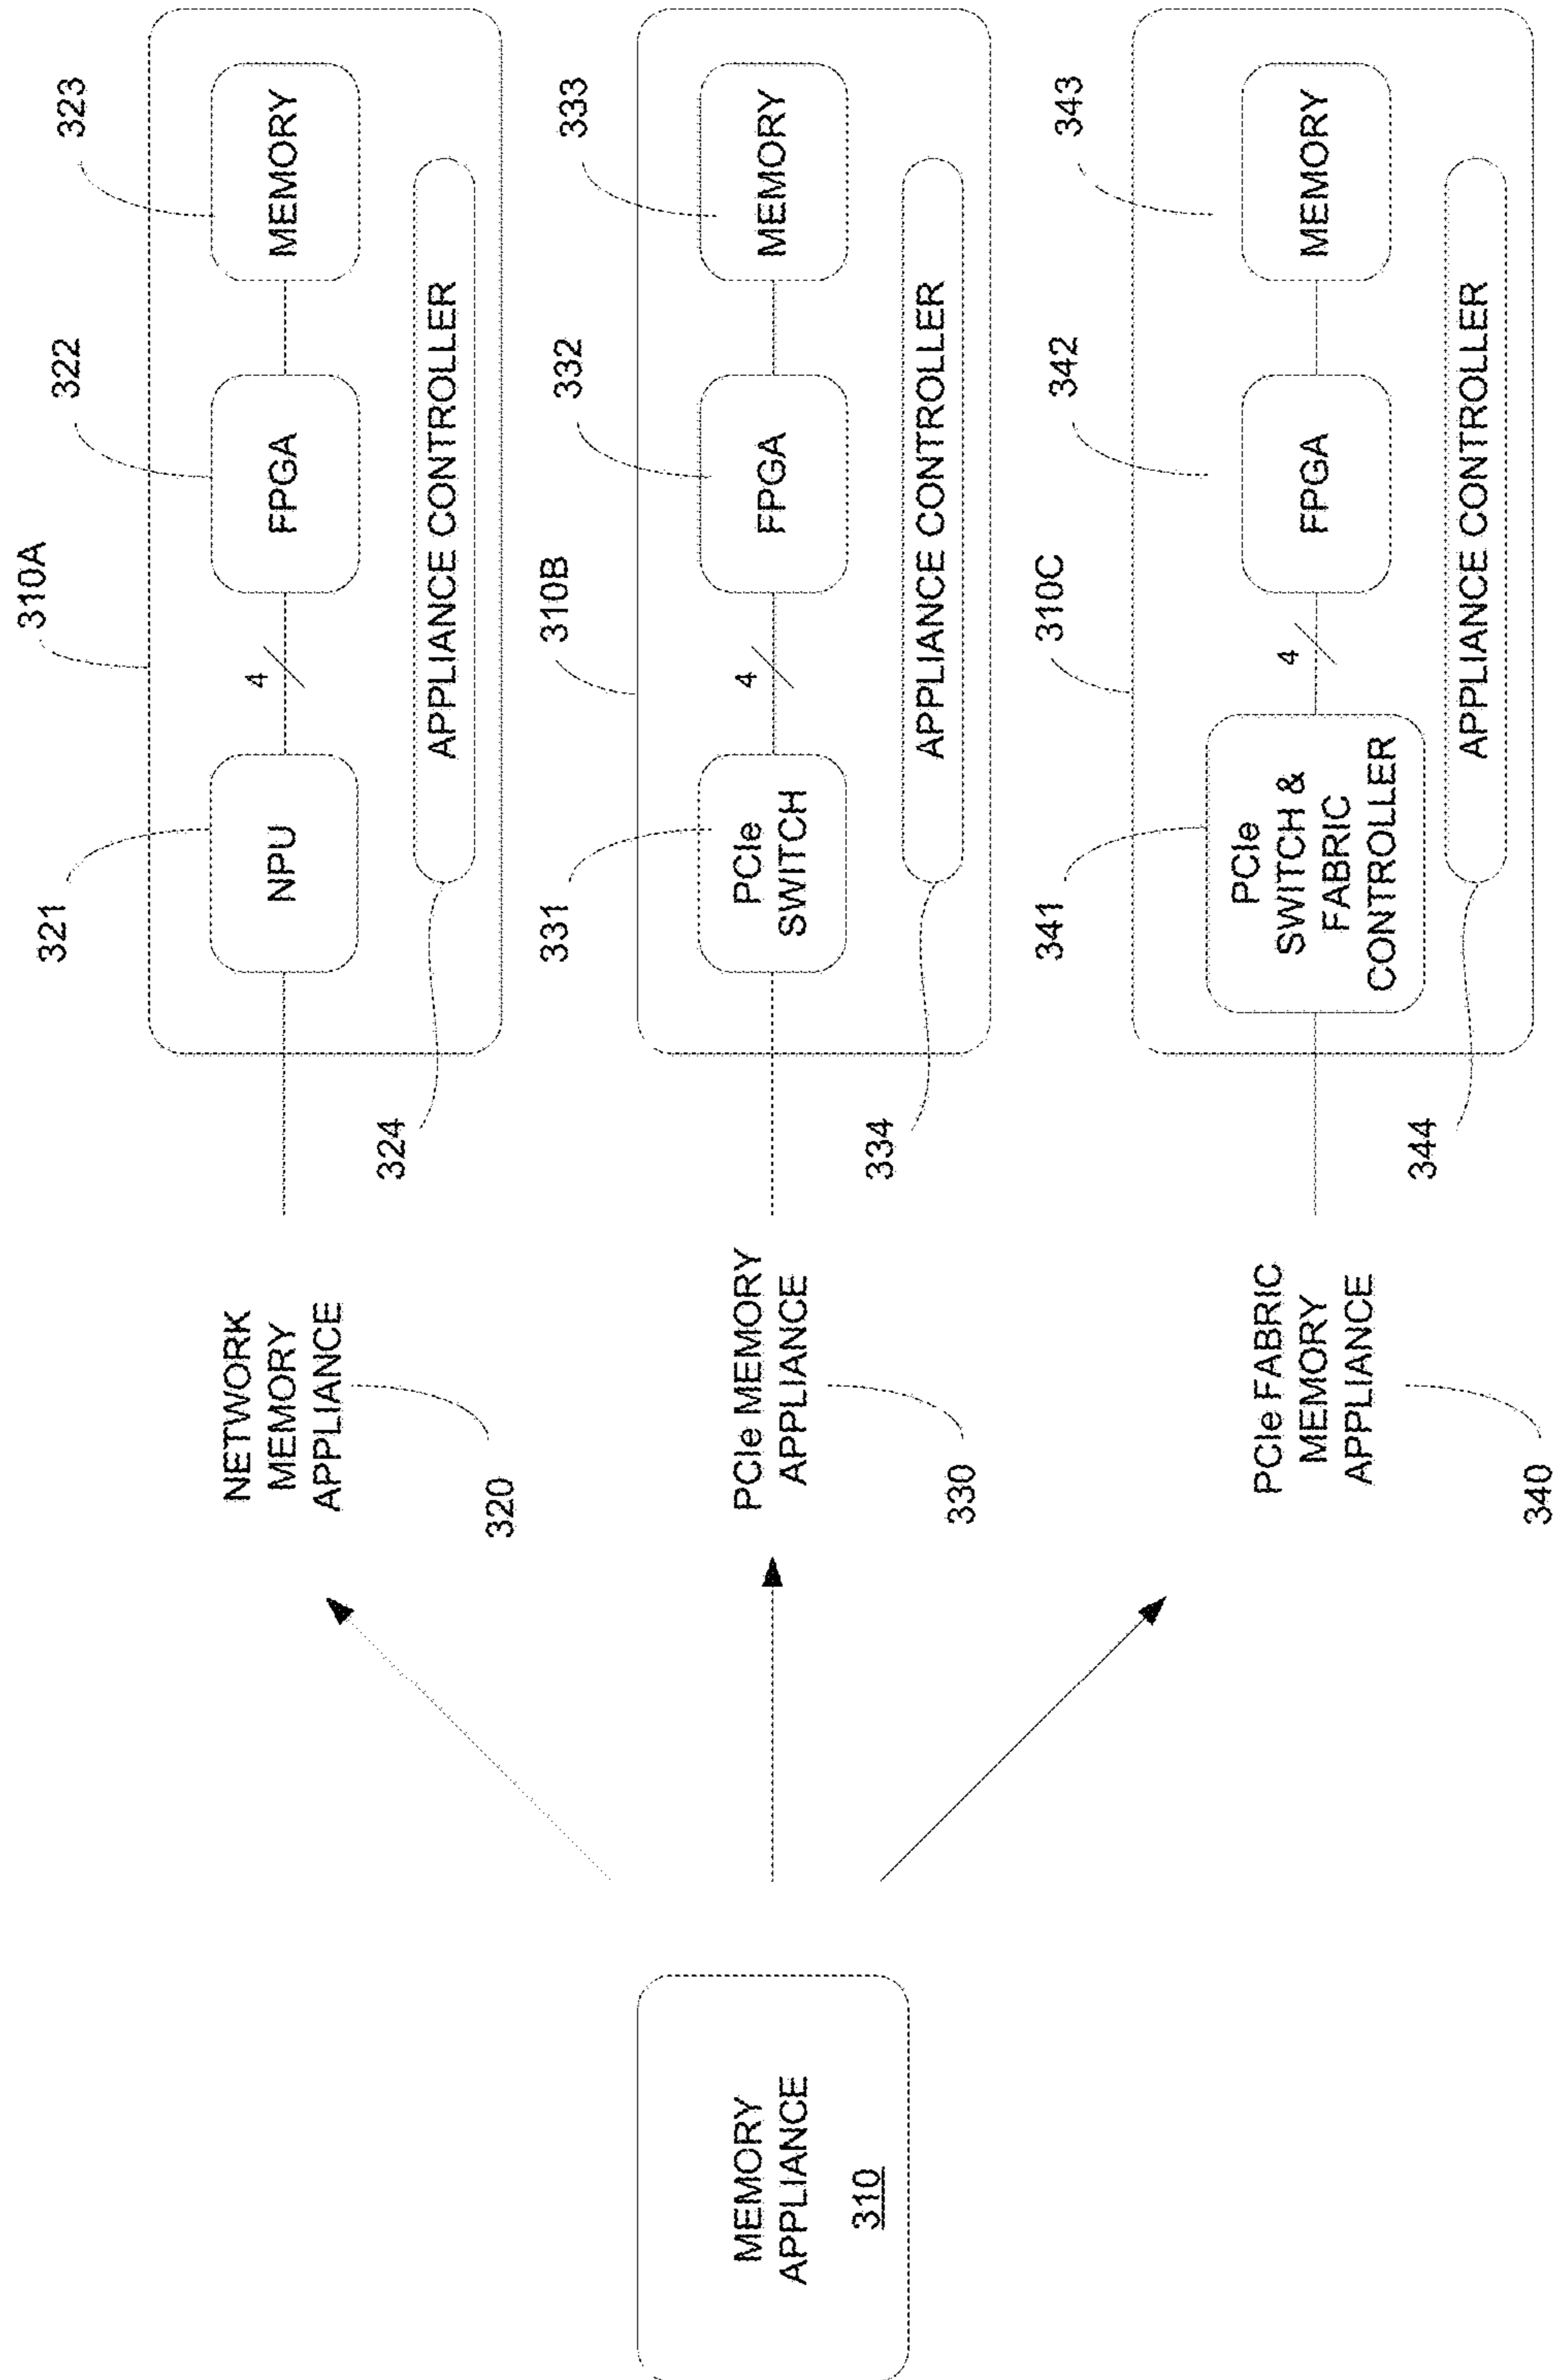 MEMORY
APPLIANCE
310
NETWORK
MEMORY
APPLIANCE
320
310A
321
NPU
4
322
FPGA
323
MEMORY
324
APPLIANCE CONTROLLER
PCIe MEMORY
APPLIANCE
330
310B
331
PCIe
SWITCH
4
332
FPGA
333
MEMORY
334
APPLIANCE CONTROLLER
PCIe FABRIC
MEMORY
APPLIANCE
340
310C
341
PCIe
SWITCH &
FABRIC
CONTROLLER
4
342
FPGA
343
MEMORY
344
APPLIANCE CONTROLLER